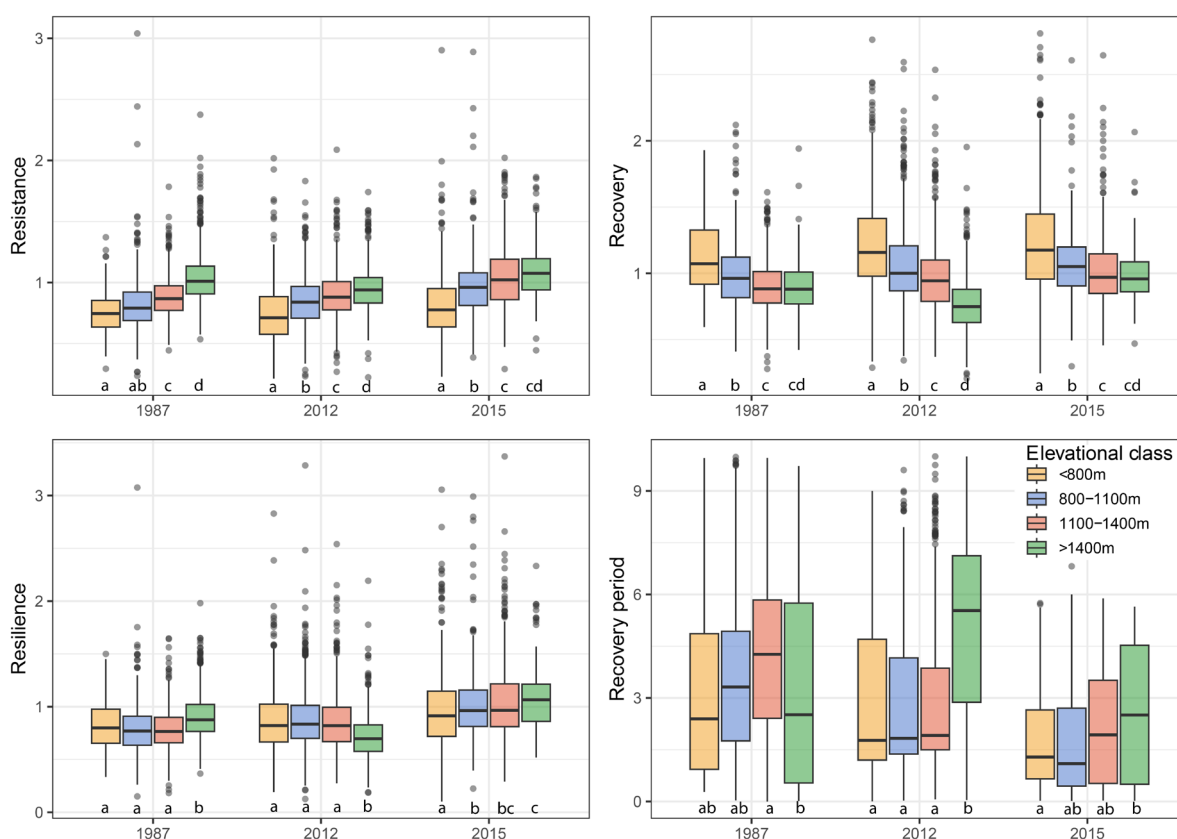 Resistance
3
2
1
a ab c d a b c d a b c cd
1987 2012 2015
Recovery
2
1
a b c cd a b c d a b c cd
1987 2012 2015
Resilience
3
2
1
0
a a a b a a a b a b bc c
1987 2012 2015
Recovery period
9
6
3
0
Elevational class
<800m
800−1100m
1100−1400m
>1400m
ab ab a b a a a b ab a ab b
1987 2012 2015